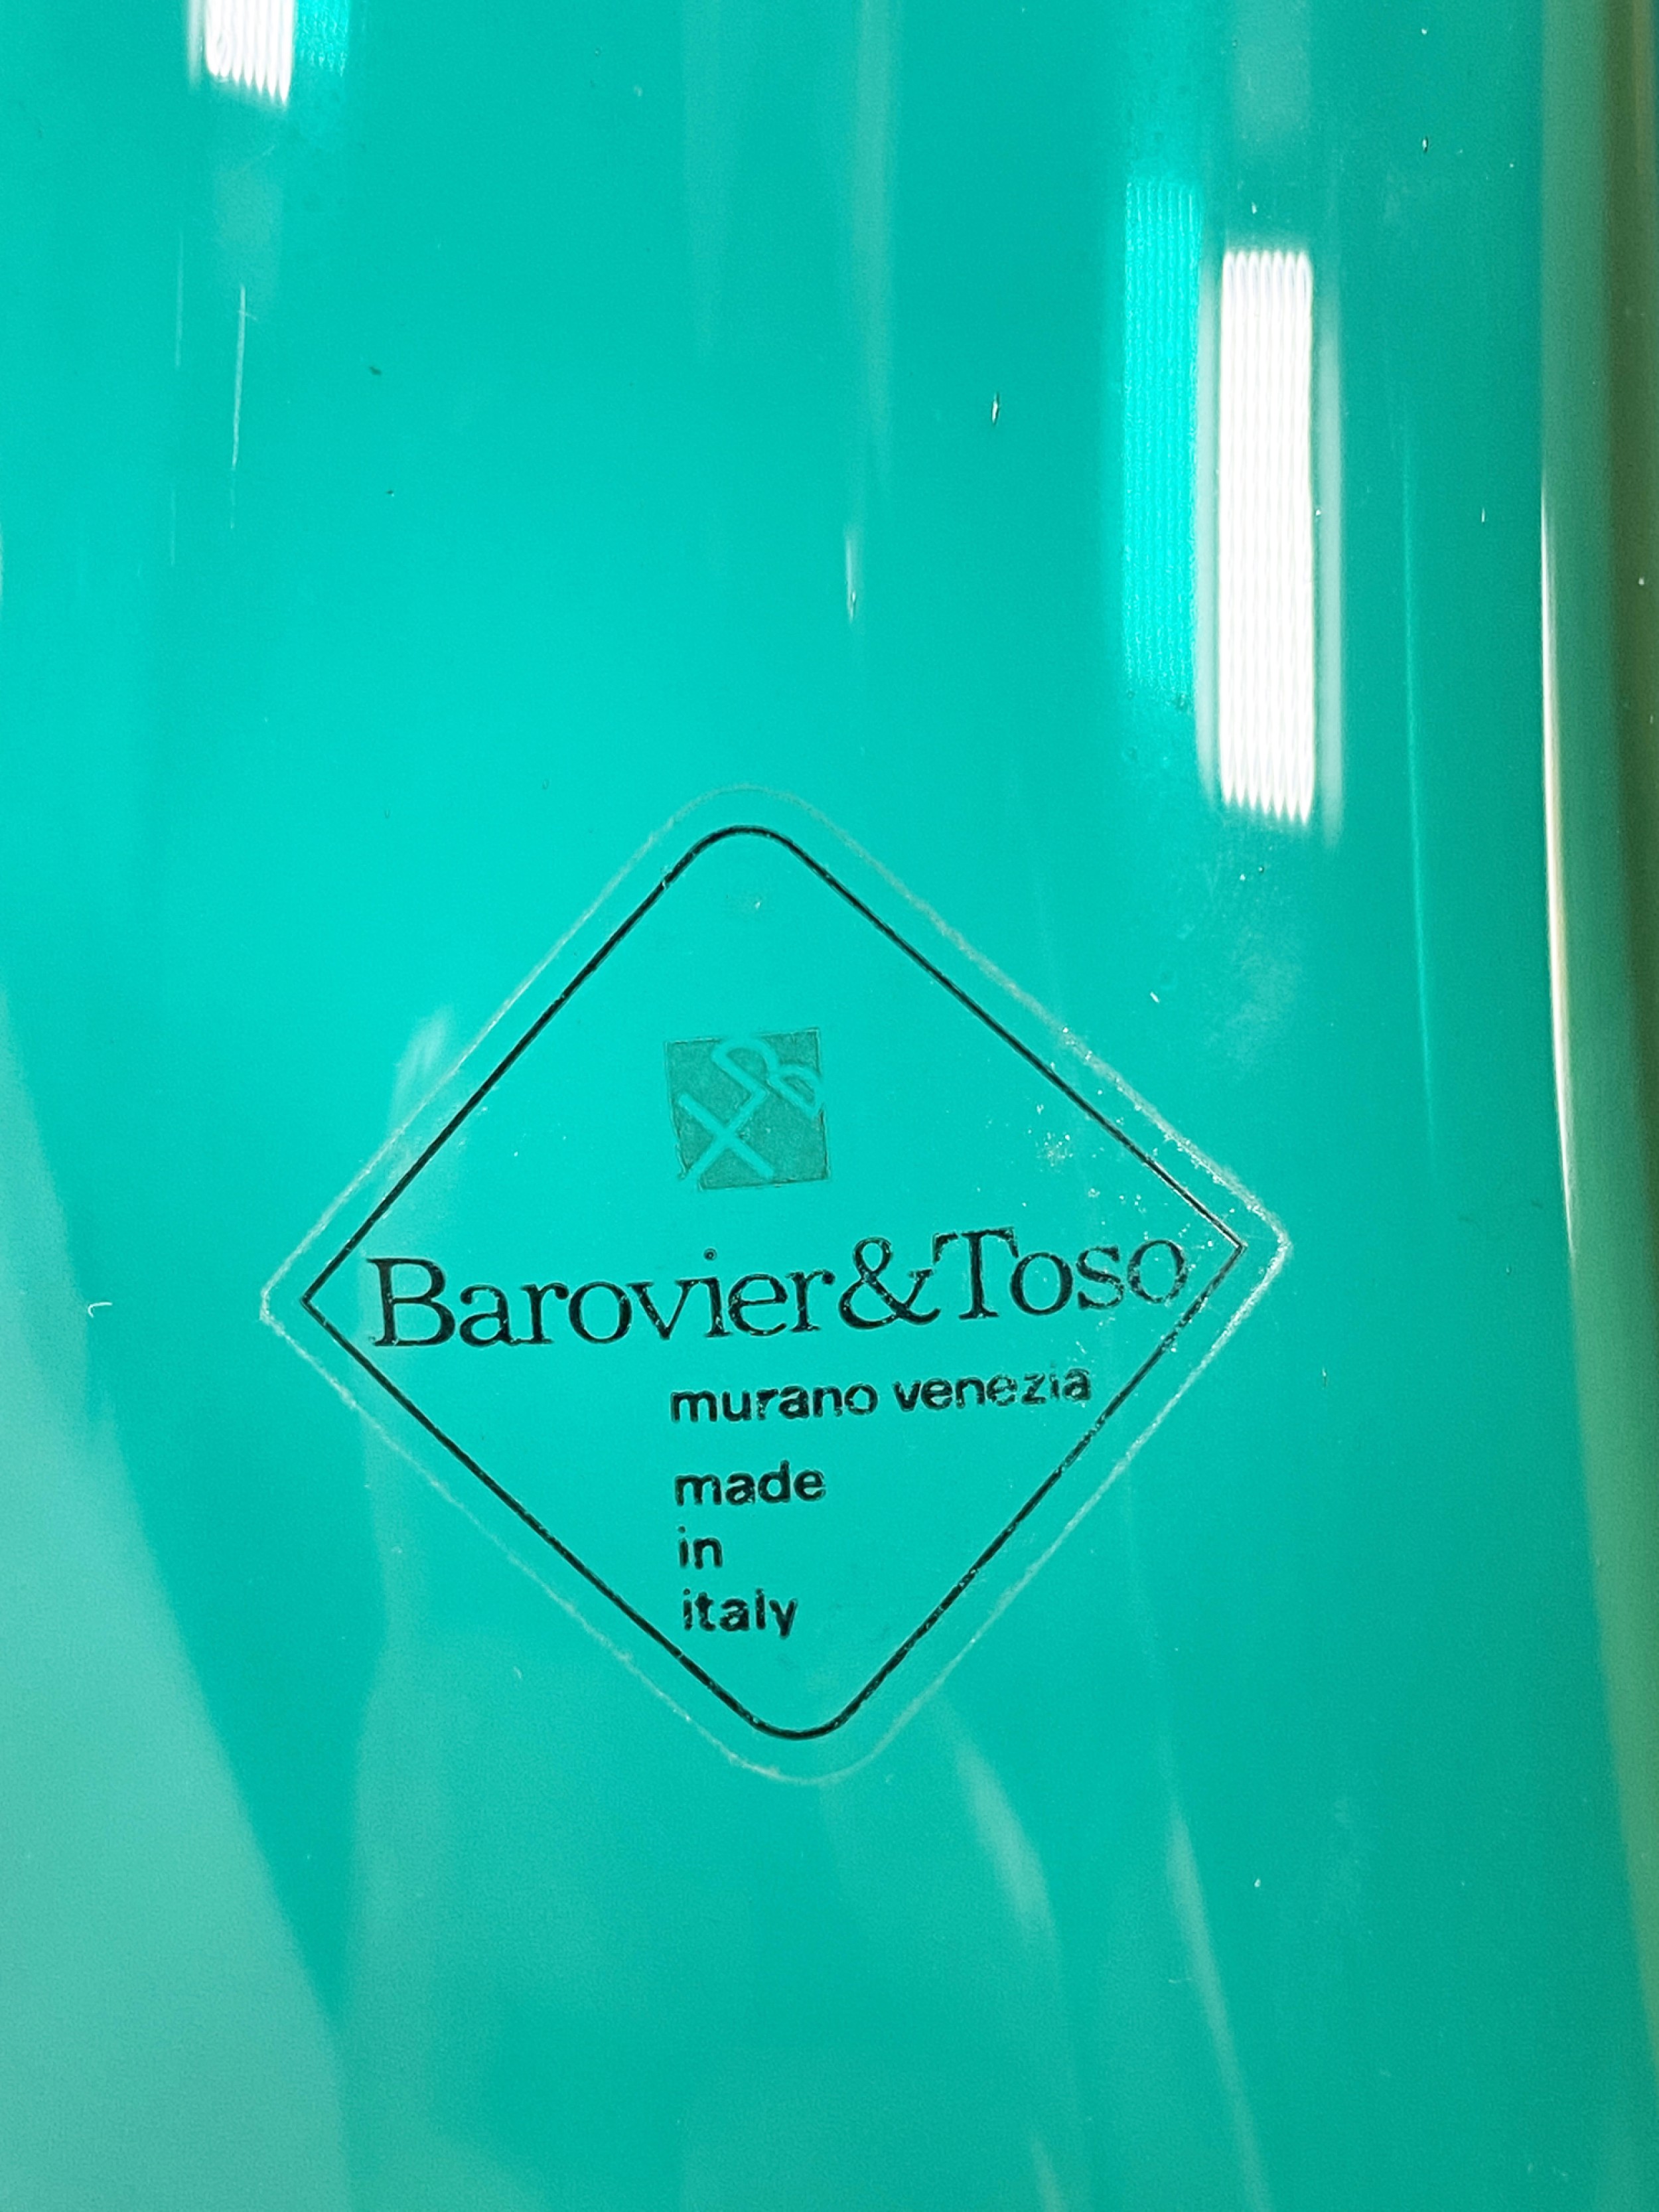 Barovier&Toso
murano venezia
made
in
italy